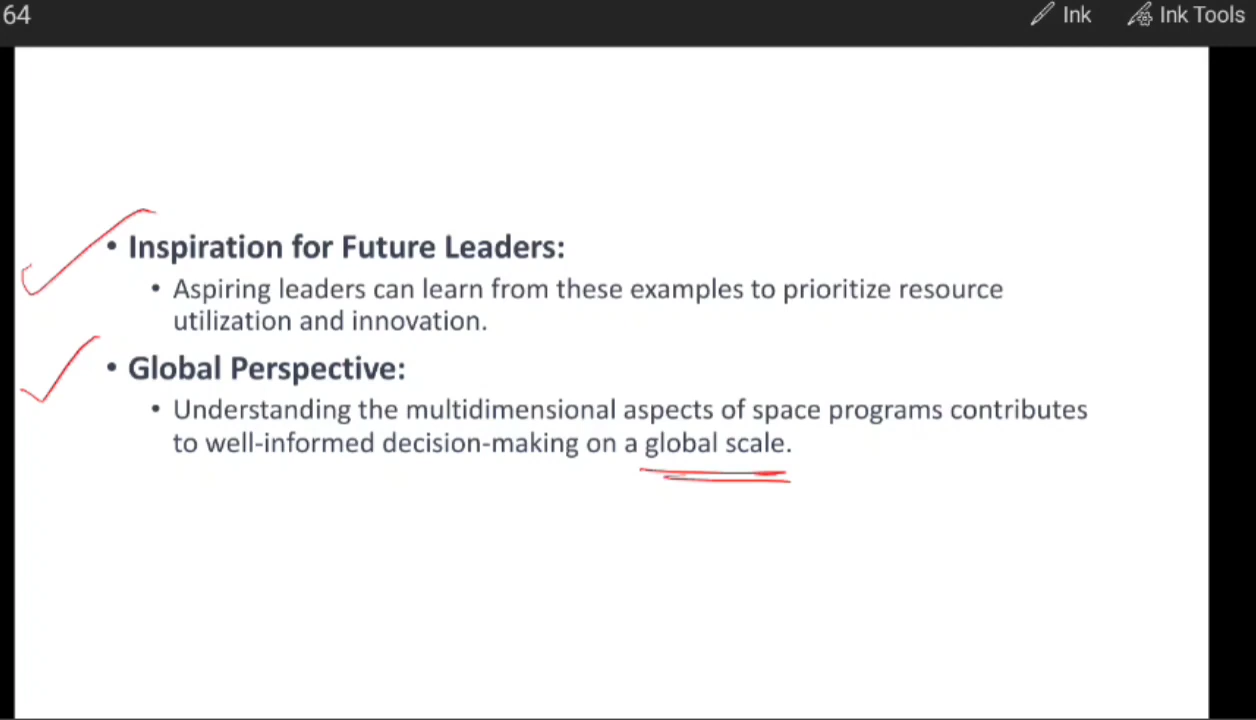 64
Ink
Ink Tools
• Inspiration for Future Leaders:
• Aspiring leaders can learn from these examples to prioritize resource
utilization and innovation.
• Global Perspective:
• Understanding the multidimensional aspects of space programs contributes
to well-informed decision-making on a global scale.